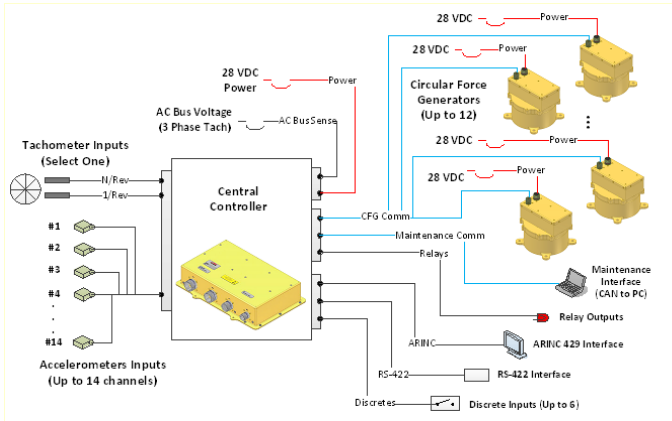 28 VDC
Power
28 VDC
Power
28 VDC
Power
Power
Circular Force
Generators
(Up to 12)
AC Bus Voltage
(3 Phase Tach)
AC BusSense
...
Tachometer Inputs
(Select One)
28 VDC
Power
N/Rev
28 VDC
Power
1/Rev
Central
Controller
#1
CFG Comm
#2
Maintenance Comm
#3
Relays
#4
Maintenance
Interface
(CAN to PC)
.
.
Relay Outputs
#14
ARINC
ARINC 429 Interface
Accelerometers Inputs
(Up to 14 channels)
RS-422
RS-422 Interface
Discretes
Discrete Inputs (Up to 6)